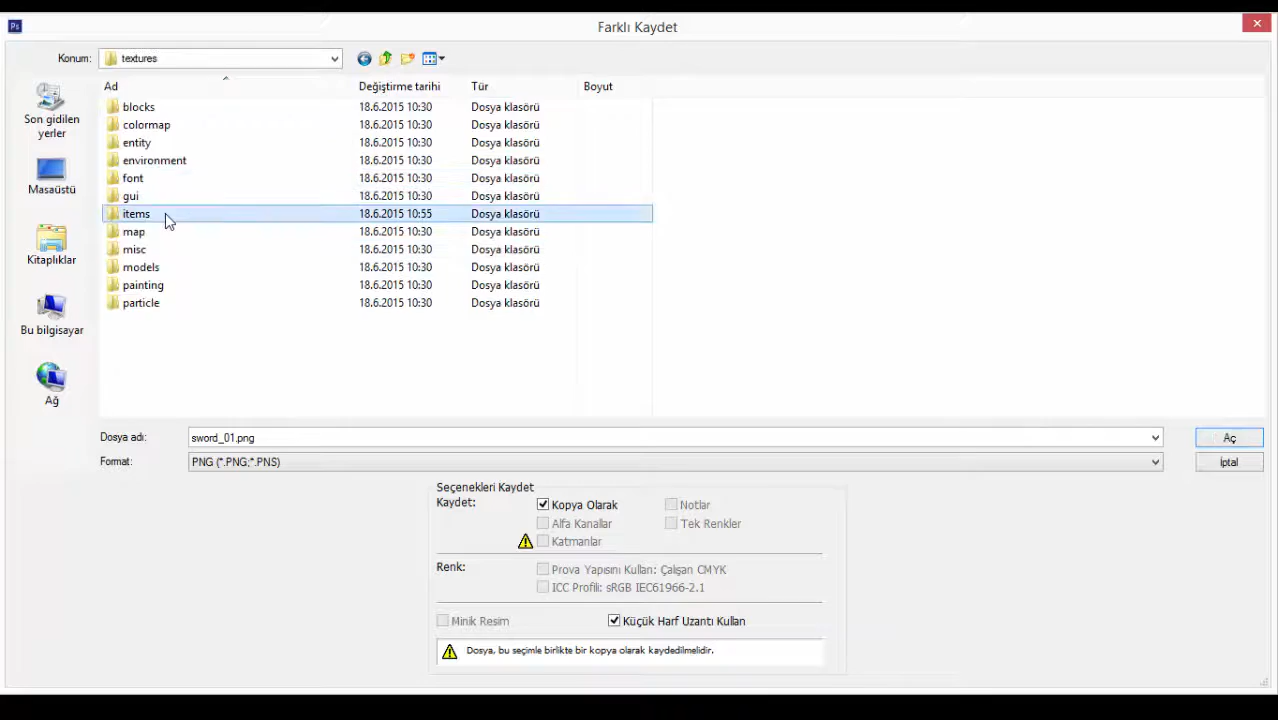 Ps
Farklı Kaydet
Konum: textures
Ad Değiştirme tarihi Tür Boyut
blocks 18.6.2015 10:30 Dosya klasörü
colormap 18.6.2015 10:30 Dosya klasörü
entity 18.6.2015 10:30 Dosya klasörü
environment 18.6.2015 10:30 Dosya klasörü
font 18.6.2015 10:30 Dosya klasörü
gui 18.6.2015 10:30 Dosya klasörü
items 18.6.2015 10:55 Dosya klasörü
map 18.6.2015 10:30 Dosya klasörü
misc 18.6.2015 10:30 Dosya klasörü
models 18.6.2015 10:30 Dosya klasörü
painting 18.6.2015 10:30 Dosya klasörü
particle 18.6.2015 10:30 Dosya klasörü
Son gidilen
yerler
Masaüstü
Kitaplıklar
Bu bilgisayar
Ağ
Dosya adı: sword_01.png Aç
Format: PNG (*.PNG;*.PNS) İptal
Seçenekleri Kaydet
Kaydet: Kopya Olarak Notlar
Alfa Kanallar Tek Renkler
Katmanlar
Renk: Prova Yapısını Kullan: Çalışan CMYK
ICC Profili: sRGB IEC61966-2.1
Minik Resim Küçük Harf Uzantı Kullan
Dosya, bu seçimle birlikte bir kopya olarak kaydedilmelidir.